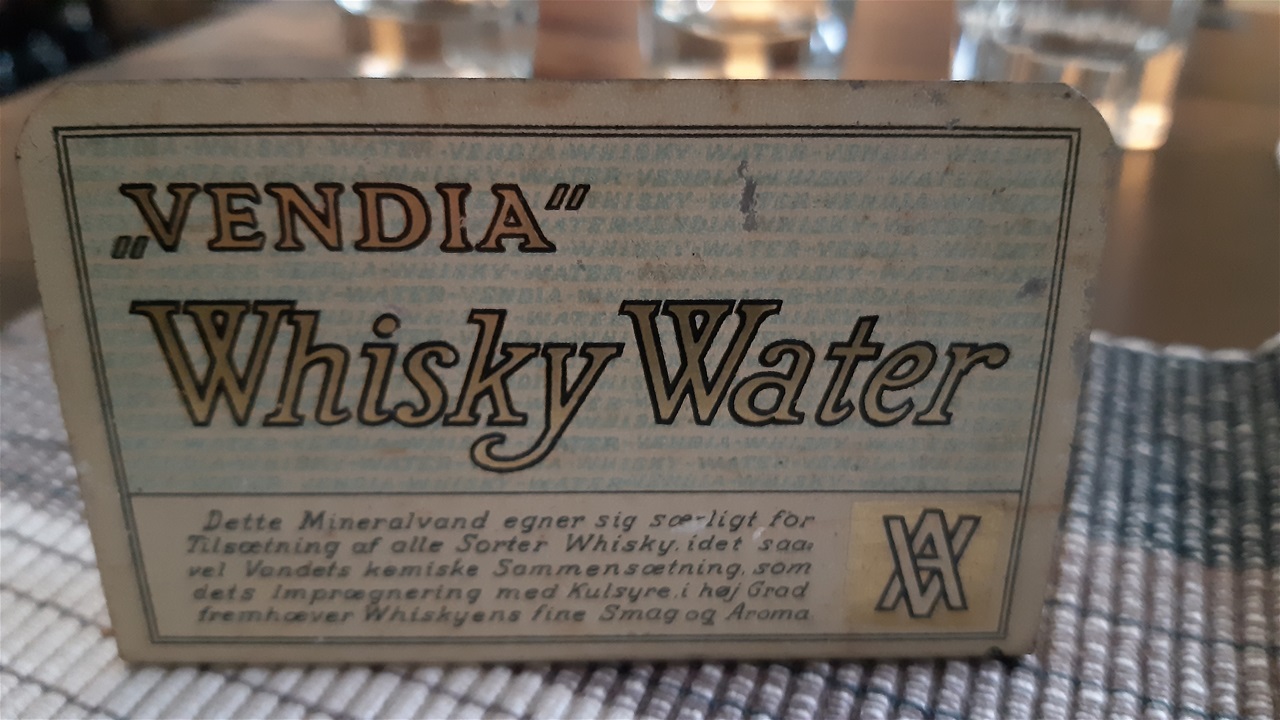 „VENDIA"
Whisky Water
Dette Mineralvand egner sig særligt for
Tilsætning af alle Sorter Whisky, idet saa-
vel Vandets kemiske Sammensætning, som
dets Imprægnering med Kulsyre, i høj Grad
fremhæver Whiskyens fine Smag og Aroma